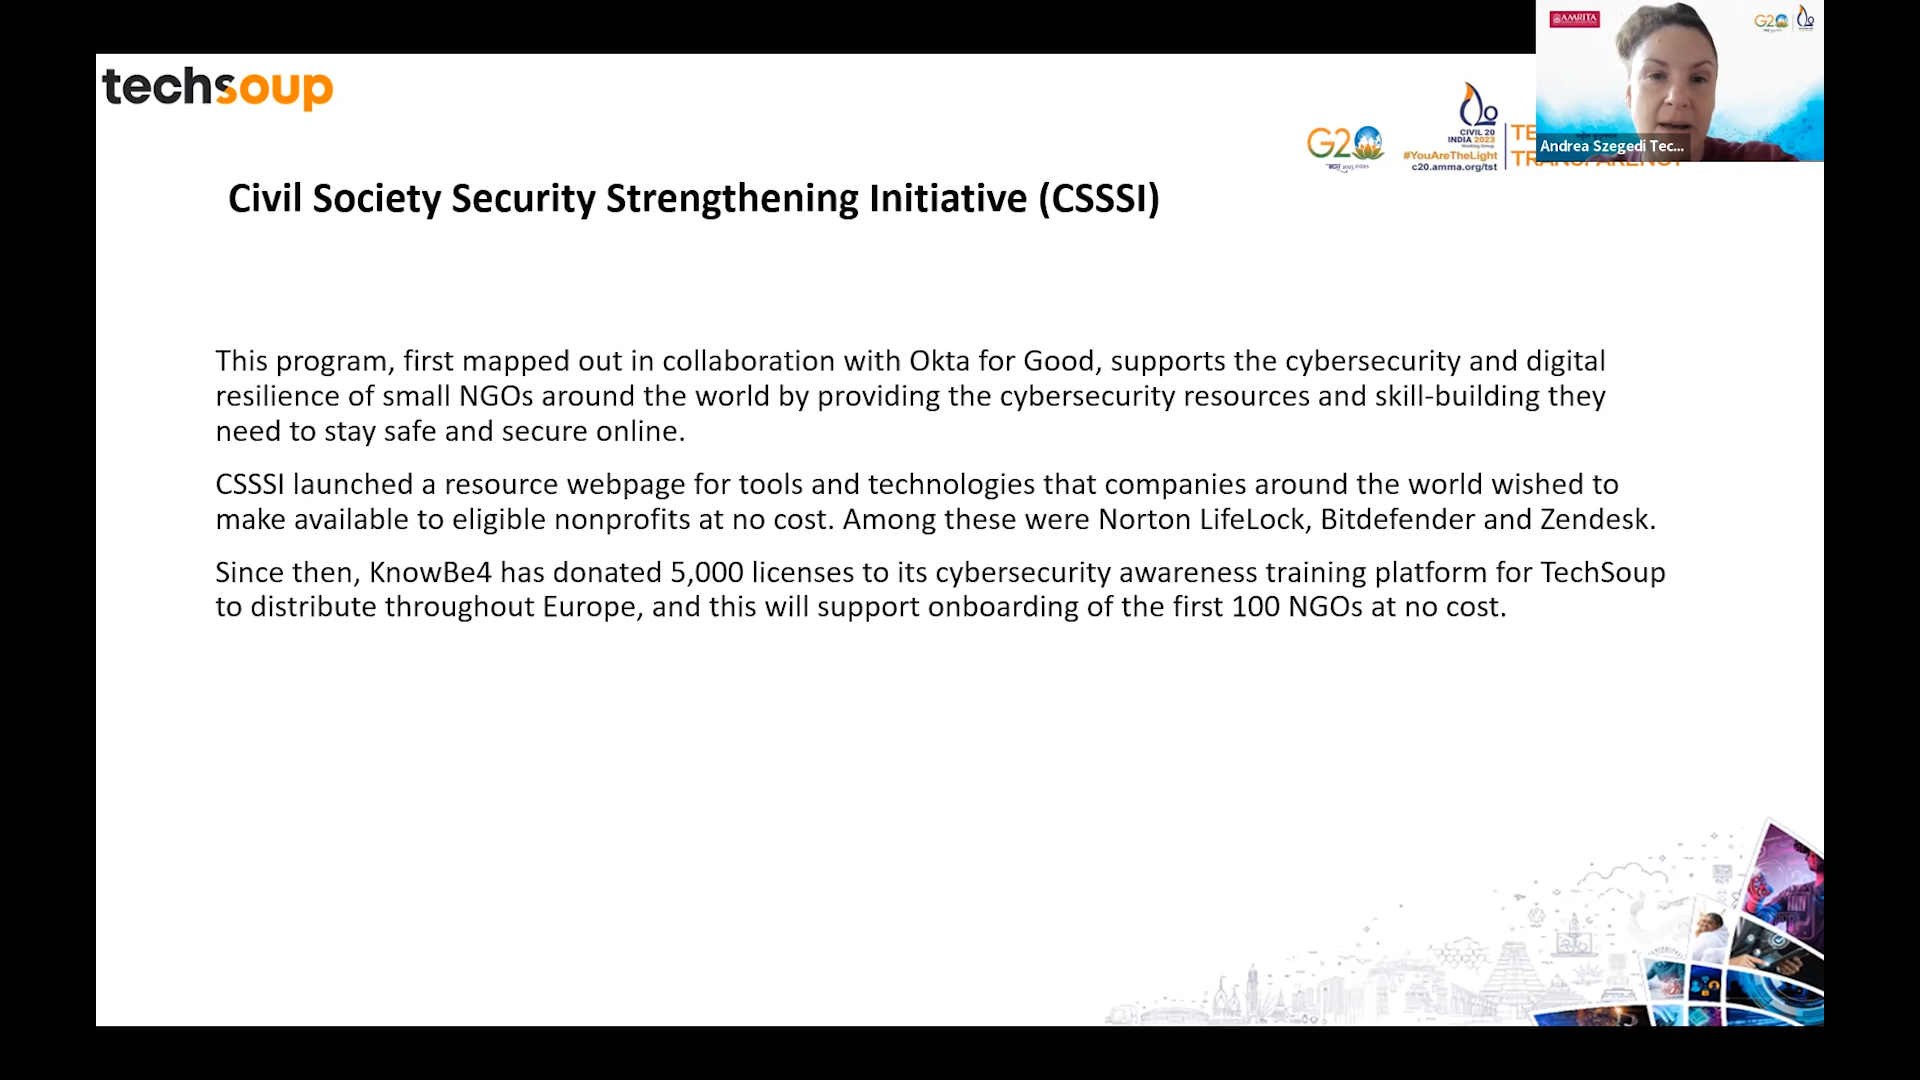 techsoup
AMRITA
G20
G20
CIVIL 20
INDIA 2023
Working Group
#YouAreTheLight
c20.amma.org/tst
Andrea Szegedi Tec...
Civil Society Security Strengthening Initiative (CSSSI)
This program, first mapped out in collaboration with Okta for Good, supports the cybersecurity and digital
resilience of small NGOs around the world by providing the cybersecurity resources and skill-building they
need to stay safe and secure online.
CSSSI launched a resource webpage for tools and technologies that companies around the world wished to
make available to eligible nonprofits at no cost. Among these were Norton LifeLock, Bitdefender and Zendesk.
Since then, KnowBe4 has donated 5,000 licenses to its cybersecurity awareness training platform for TechSoup
to distribute throughout Europe, and this will support onboarding of the first 100 NGOs at no cost.